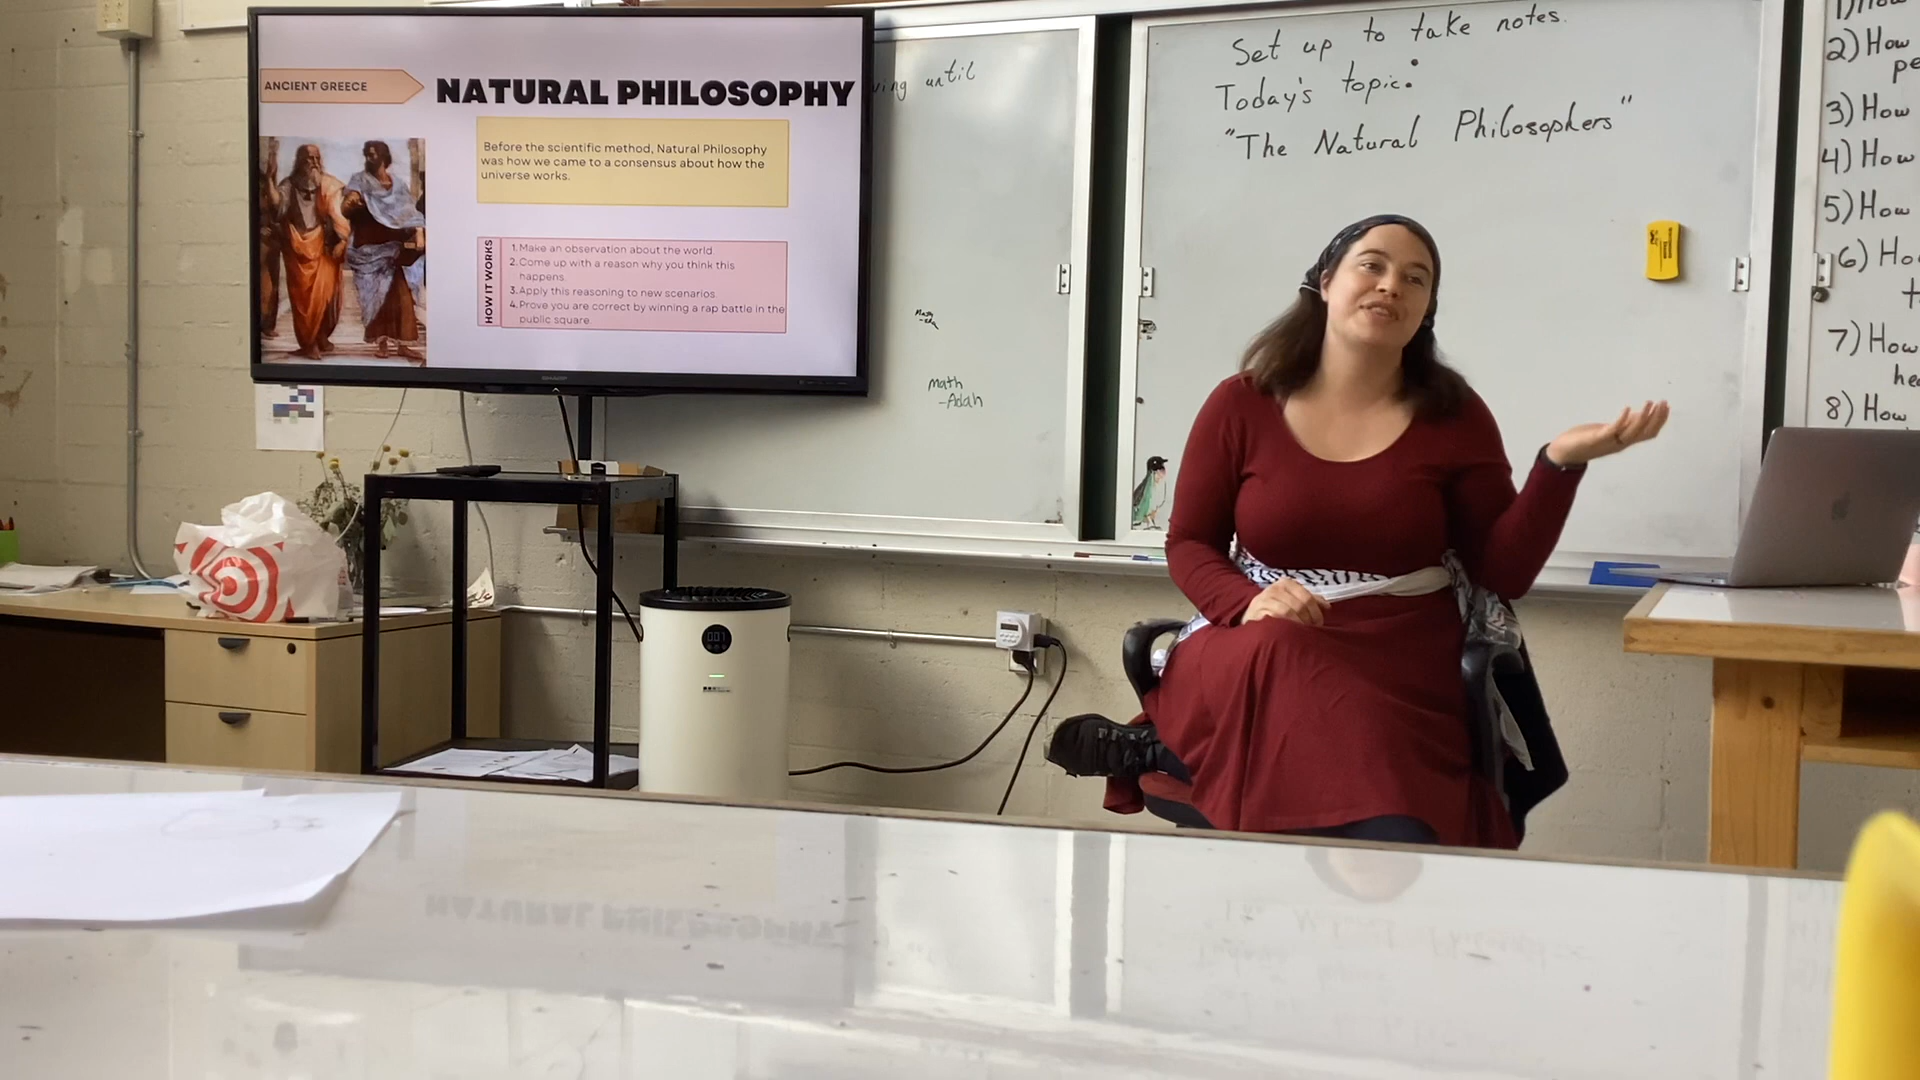 ANCIENT GREECE
NATURAL PHILOSOPHY
Before the scientific method, Natural Philosophy
was how we came to a consensus about how the
universe works.
HOW IT WORKS
1. Make an observation about the world
2. Come up with a reason why you think this
happens
3. Apply this reasoning to new scenarios.
4. Prove you are correct by winning a rap battle in the
public square.
SHARP
until
Math
-Adah
Set up to take notes.
Today's topic:
"The Natural Philosophers"
1) How
2) How
3) How
4) How
5) How
6) Ho
7) How
8) How
001